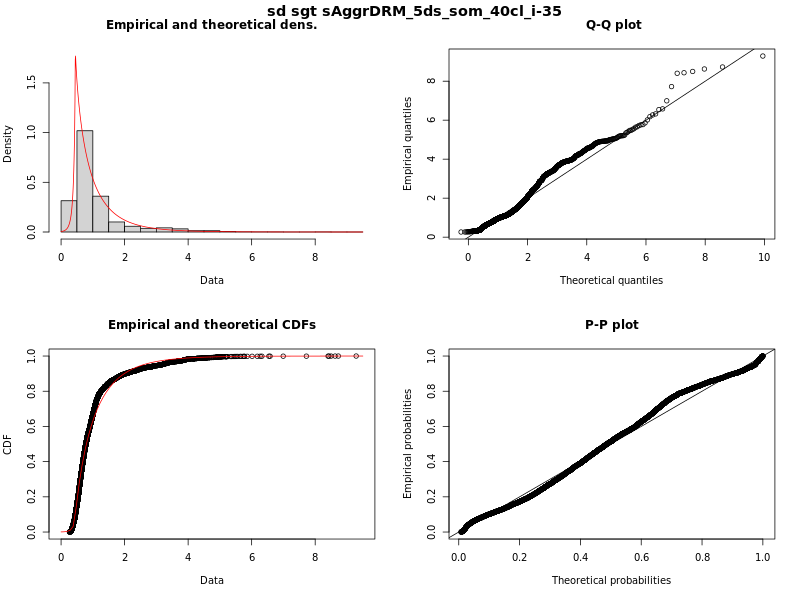 sd sgt sAggrDRM_5ds_som_40cl_i-35
Empirical and theoretical dens.
Density
0.0 0.5 1.0 1.5
0 2 4 6 8
Data
Q-Q plot
Empirical quantiles
0 2 4 6 8
0 2 4 6 8 10
Theoretical quantiles
Empirical and theoretical CDFs
CDF
0.0 0.2 0.4 0.6 0.8 1.0
0 2 4 6 8
Data
P-P plot
Empirical probabilities
0.0 0.2 0.4 0.6 0.8 1.0
0.0 0.2 0.4 0.6 0.8 1.0
Theoretical probabilities